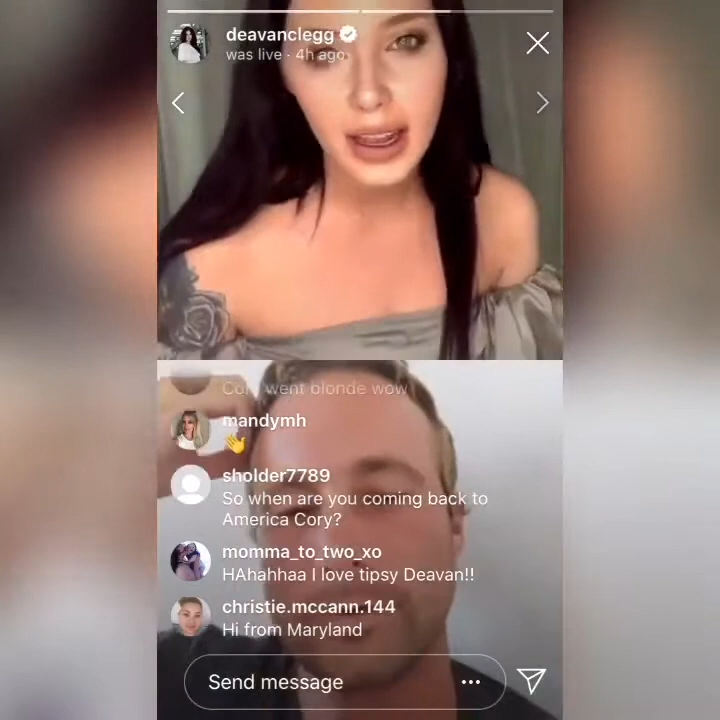 deavanclegg
was live · 4h ago
Cory went blonde wow
mandymh
👋
sholder7789
So when are you coming back to
America Cory?
momma_to_two_xo
HAhahhaa I love tipsy Deavan!!
christie.mccann.144
Hi from Maryland
Send message